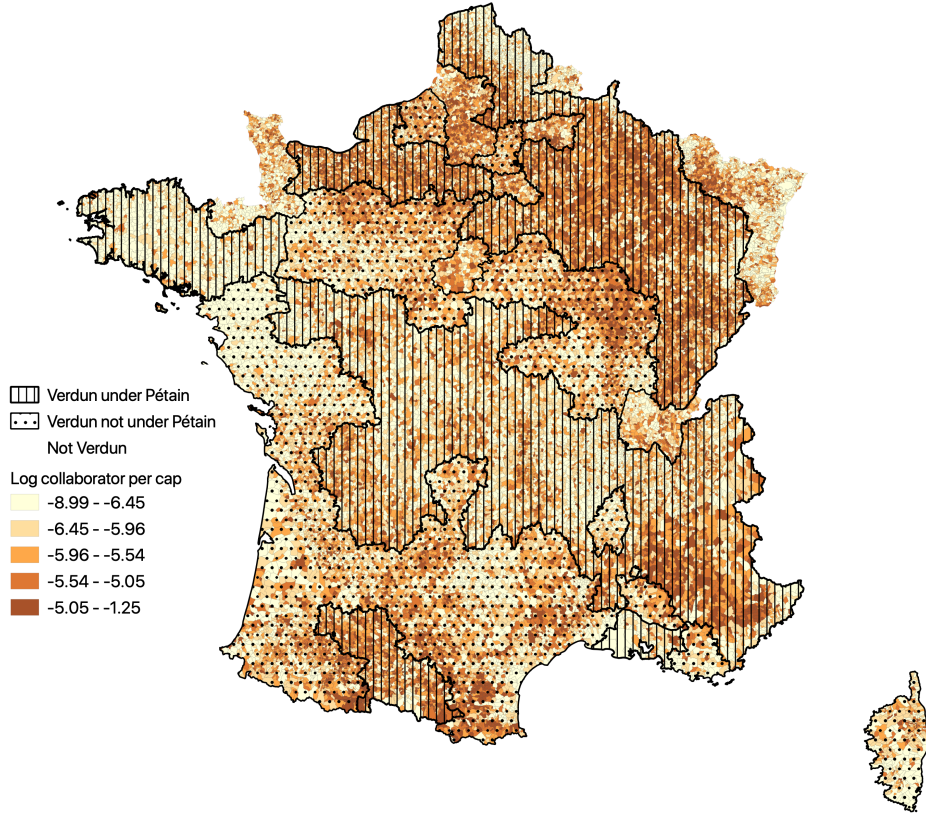 Verdun under Pétain
Verdun not under Pétain
Not Verdun
Log collaborator per cap
-8.99 - -6.45
-6.45 - -5.96
-5.96 - -5.54
-5.54 - -5.05
-5.05 - -1.25